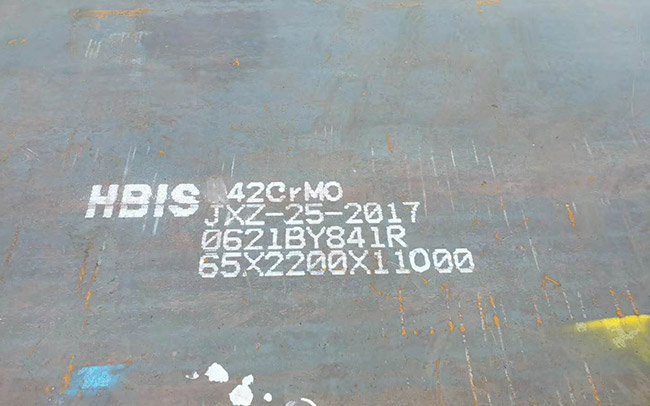 HBIS 42CrMO
JXZ-25-2017
0621BY841R
65X2200X11000